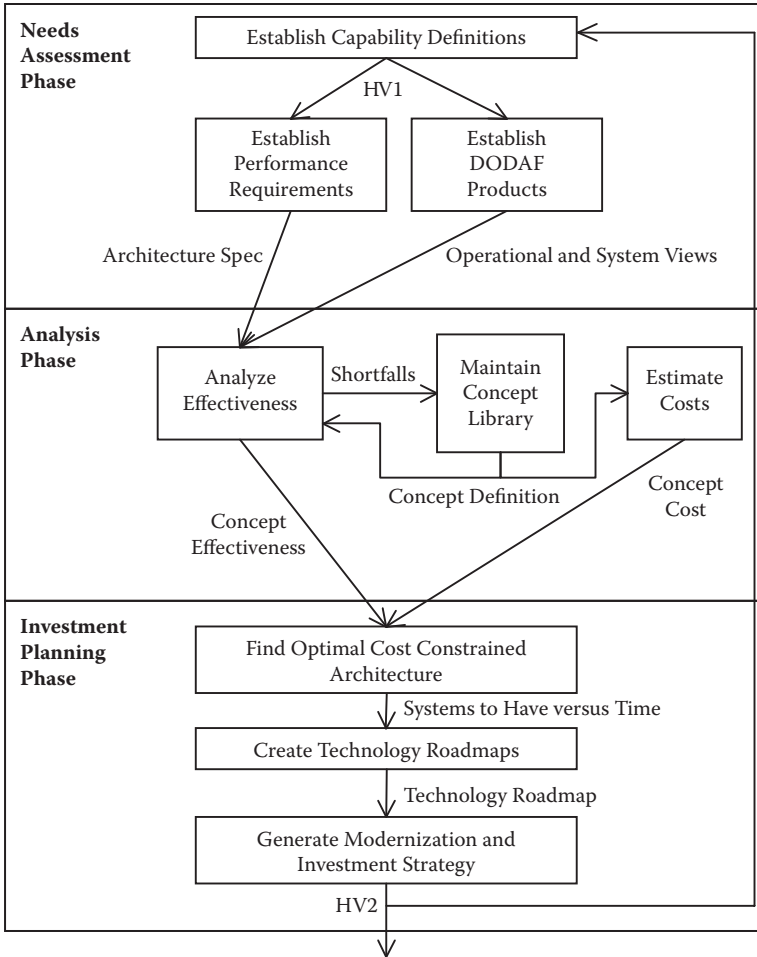 Needs
Assessment
Phase
Establish Capability Definitions
HV1
Establish
Performance
Requirements
Establish
DODAF
Products
Architecture Spec
Operational and System Views
Analysis
Phase
Analyze
Effectiveness
Shortfalls
Maintain
Concept
Library
Estimate
Costs
Concept Definition
Concept
Effectiveness
Concept
Cost
Investment
Planning
Phase
Find Optimal Cost Constrained
Architecture
Systems to Have versus Time
Create Technology Roadmaps
Technology Roadmap
Generate Modernization and
Investment Strategy
HV2